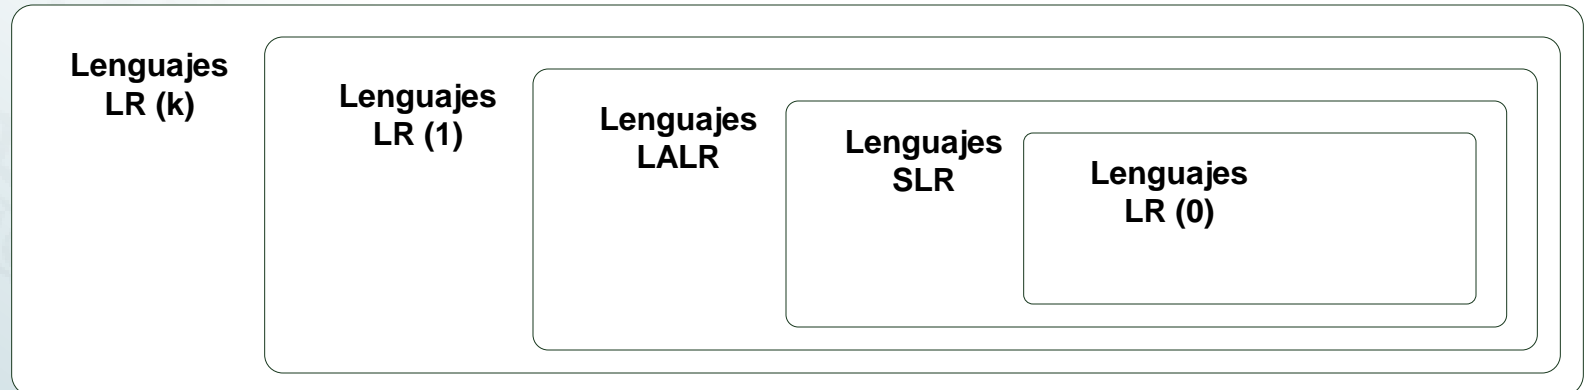 Lenguajes
LR (k)
Lenguajes
LR (1)
Lenguajes
LALR
Lenguajes
SLR
Lenguajes
LR (0)